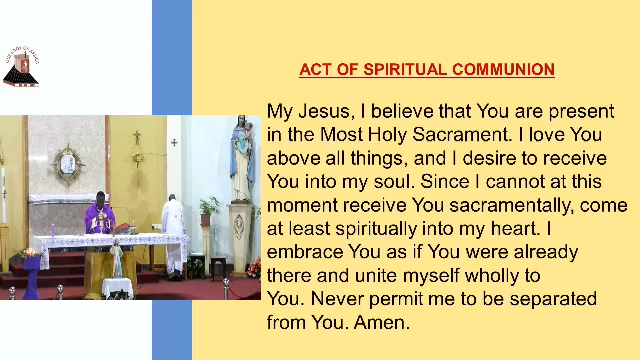 ACT OF SPIRITUAL COMMUNION
My Jesus, I believe that You are present
in the Most Holy Sacrament. I love You
above all things, and I desire to receive
You into my soul. Since I cannot at this
moment receive You sacramentally, come
at least spiritually into my heart. I
embrace You as if You were already
there and unite myself wholly to
You. Never permit me to be separated
from You. Amen.